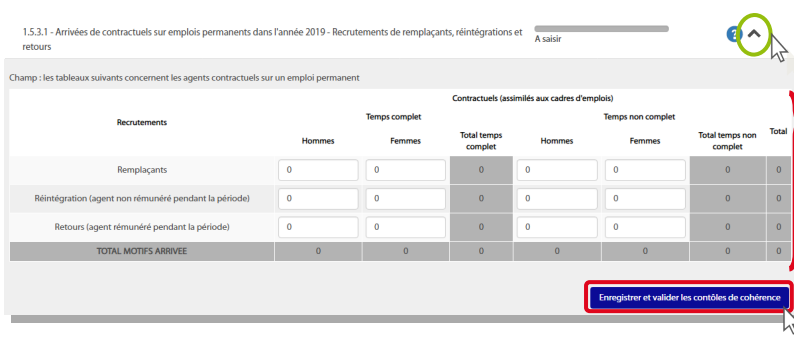 1.5.3.1 - Arrivées de contractuels sur emplois permanents dans l'année 2019 - Recrutements de remplaçants, réintégrations et
retours
A saisir
?
Champ : les tableaux suivants concernent les agents contractuels sur un emploi permanent
Contractuels (assimilés aux cadres d'emplois)
Recrutements Temps complet Temps non complet Total
Hommes Femmes Total temps complet Hommes Femmes Total temps non complet
Remplaçants 0 0 0 0 0 0 0
Réintégration (agent non rémunéré pendant la période) 0 0 0 0 0 0 0
Retours (agent rémunéré pendant la période) 0 0 0 0 0 0 0
TOTAL MOTIFS ARRIVEE 0 0 0 0 0 0 0
Enregistrer et valider les contôles de cohérence